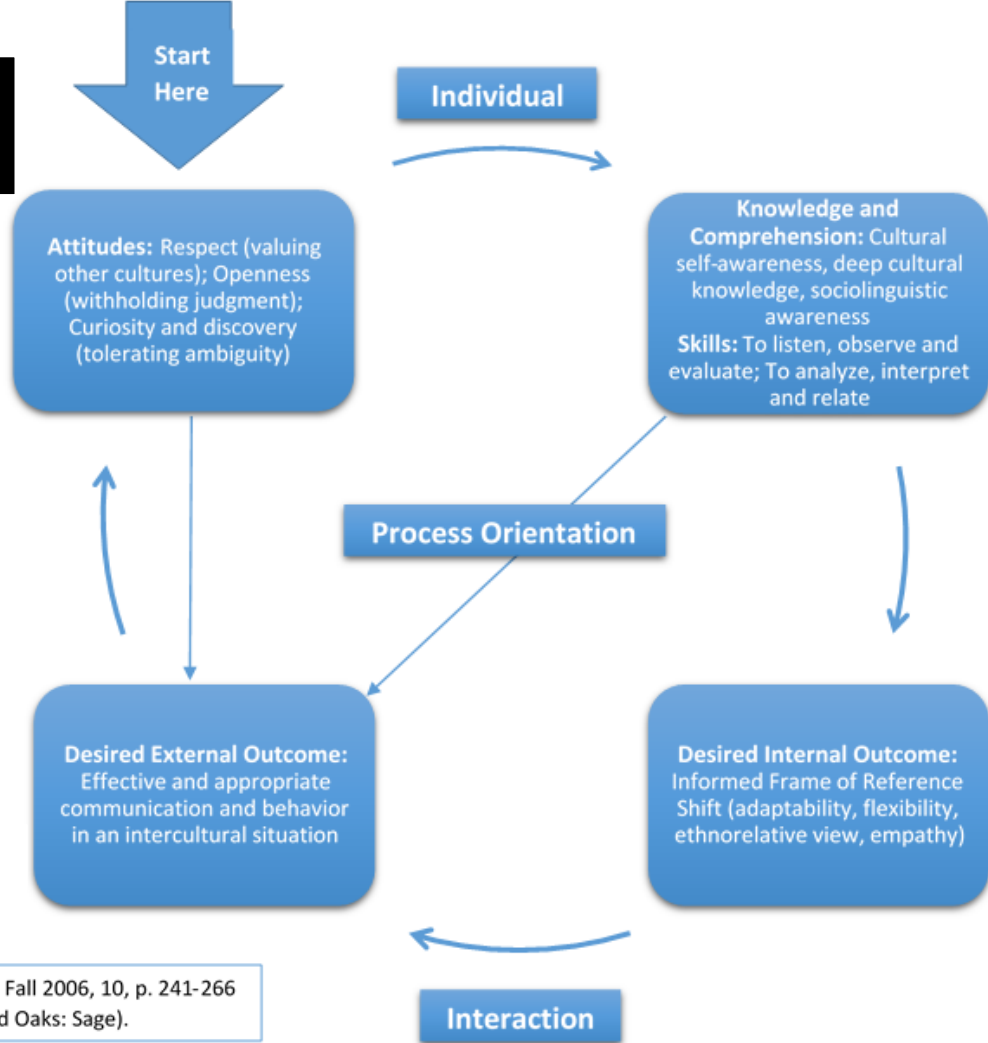 Start
Here
Individual
Attitudes: Respect (valuing
other cultures); Openness
(withholding judgment);
Curiosity and discovery
(tolerating ambiguity)
Knowledge and
Comprehension: Cultural
self-awareness, deep cultural
knowledge, sociolinguistic
awareness
Skills: To listen, observe and
evaluate; To analyze, interpret
and relate
Process Orientation
Desired External Outcome:
Effective and appropriate
communication and behavior
in an intercultural situation
Desired Internal Outcome:
Informed Frame of Reference
Shift (adaptability, flexibility,
ethnorelative view, empathy)
Fall 2006, 10, p. 241-266
d Oaks: Sage).
Interaction